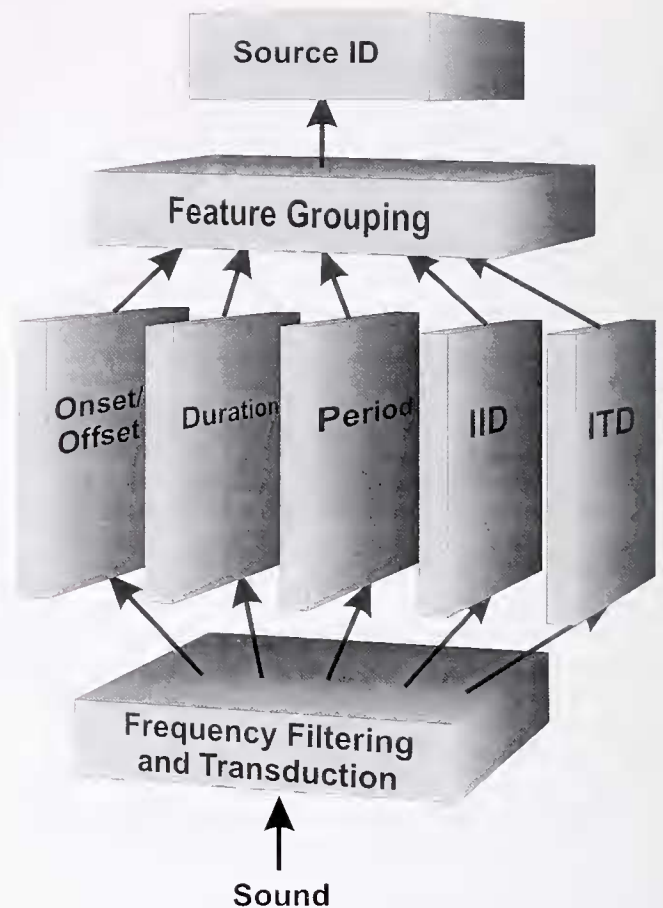 Source ID
Feature Grouping
Onset/
Offset
Duration
Period
IID
ITD
Frequency Filtering
and Transduction
Sound